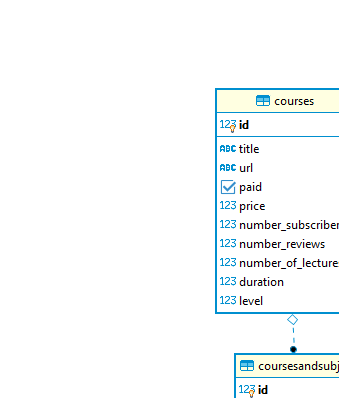 courses
123 id
ABC title
ABC url
paid
123 price
123 number_subscriber
123 number_reviews
123 number_of_lecture
123 duration
123 level
coursesandsubj
123 id